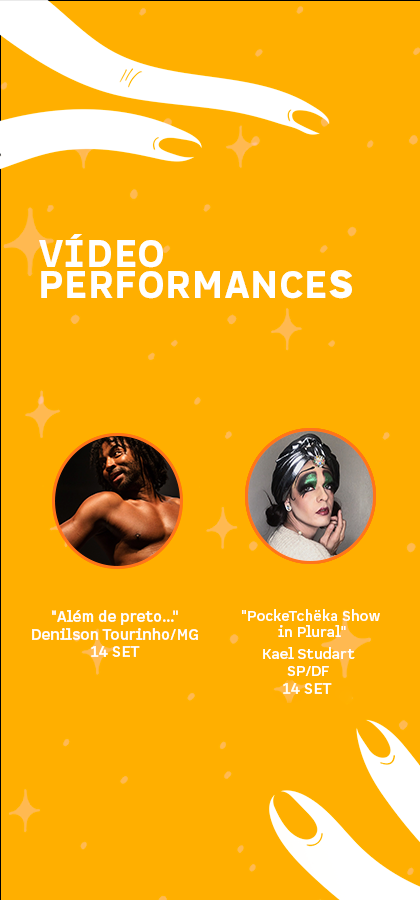 VÍDEO
PERFORMANCES
"Além de preto..."
Denilson Tourinho/MG
14 SET
"PockeTchëka Show
in Plural"
Kael Studart
SP/DF
14 SET